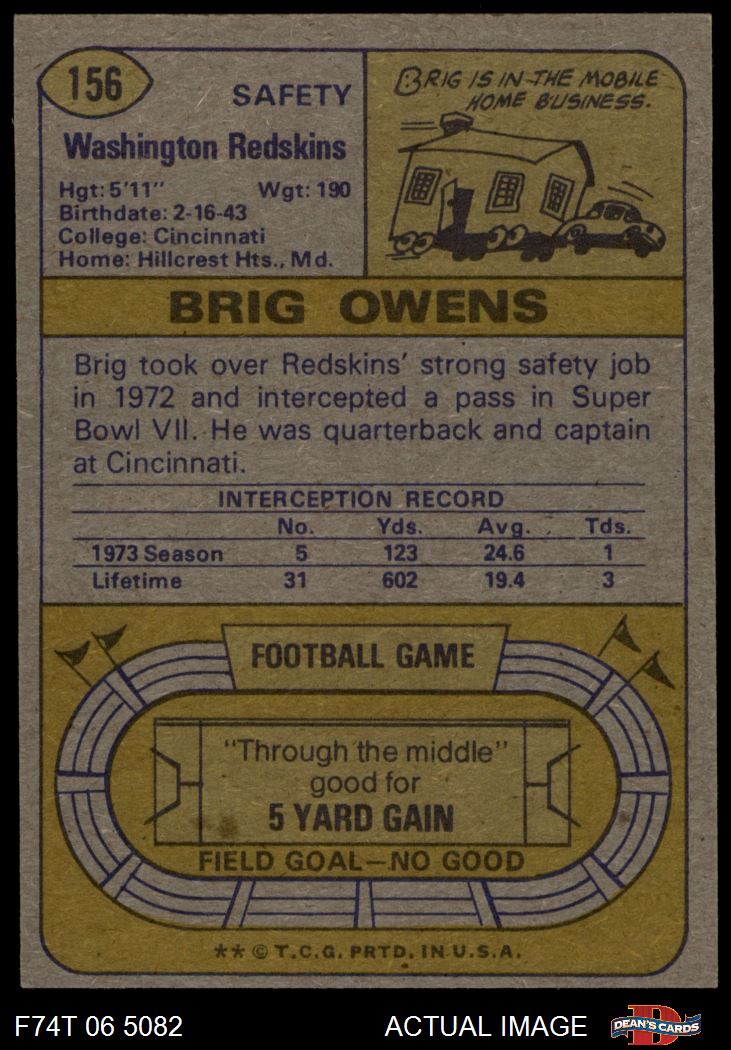 156
SAFETY
Washington Redskins
Hgt: 5'11" Wgt: 190
Birthdate: 2-16-43
College: Cincinnati
Home: Hillcrest Hts., Md.
BRIG IS IN THE MOBILE
HOME BUSINESS.
BRIG OWENS
Brig took over Redskins' strong safety job
in 1972 and intercepted a pass in Super
Bowl VII. He was quarterback and captain
at Cincinnati.
INTERCEPTION RECORD
No. Yds. Avg. Tds.
1973 Season 5 123 24.6 1
Lifetime 31 602 19.4 3
FOOTBALL GAME
"Through the middle"
good for
5 YARD GAIN
FIELD GOAL—NO GOOD
** © T.C.G. PRTD. IN U.S.A.
F74T 06 5082 ACTUAL IMAGE D DEAN'S CARDS